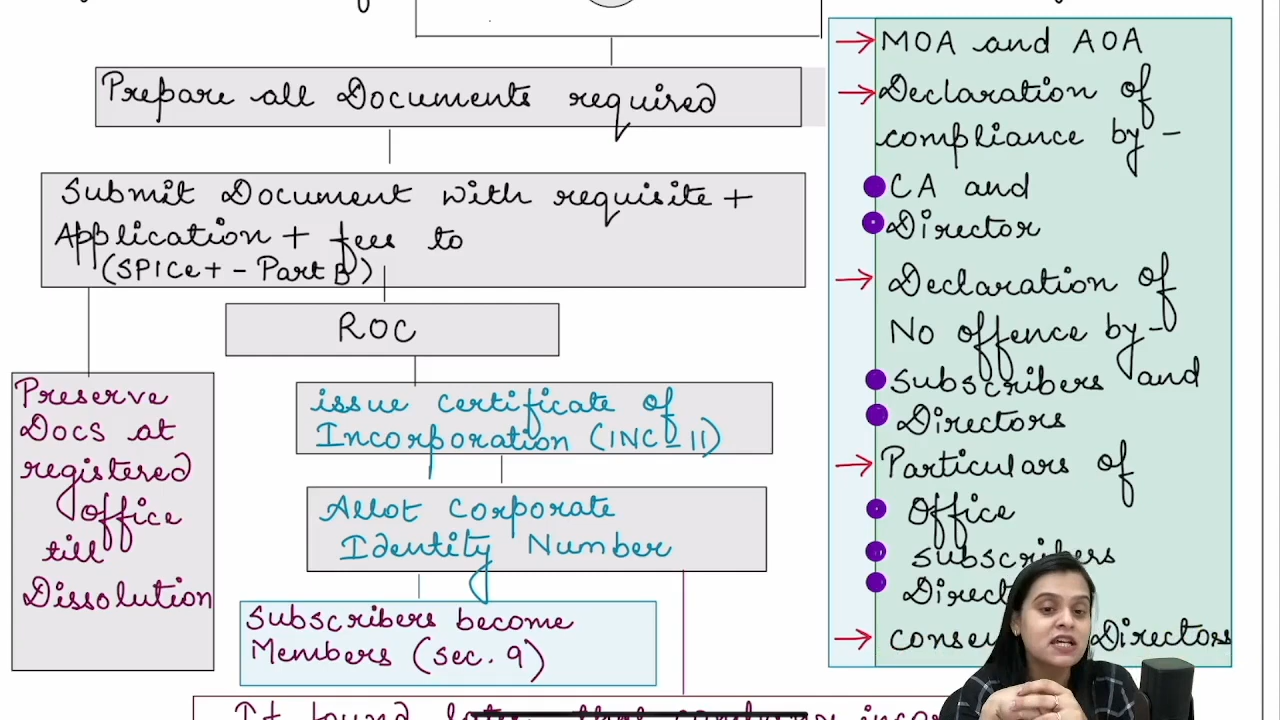 Prepare all Documents required
Submit Document with requisite +
Application + fees to
(SPICe+ - Part B)
ROC
issue certificate of
Incorporation (INC-11)
Allot Corporate
Identity Number
Subscribers become
Members (sec. 9)
Preserve
Docs at
registered
office
till
Dissolution
MOA and AOA
Declaration of
compliance by -
CA and
Director
Declaration of
No offence by -
Subscribers and
Directors
Particulars of
Office
Subscribers
Directors